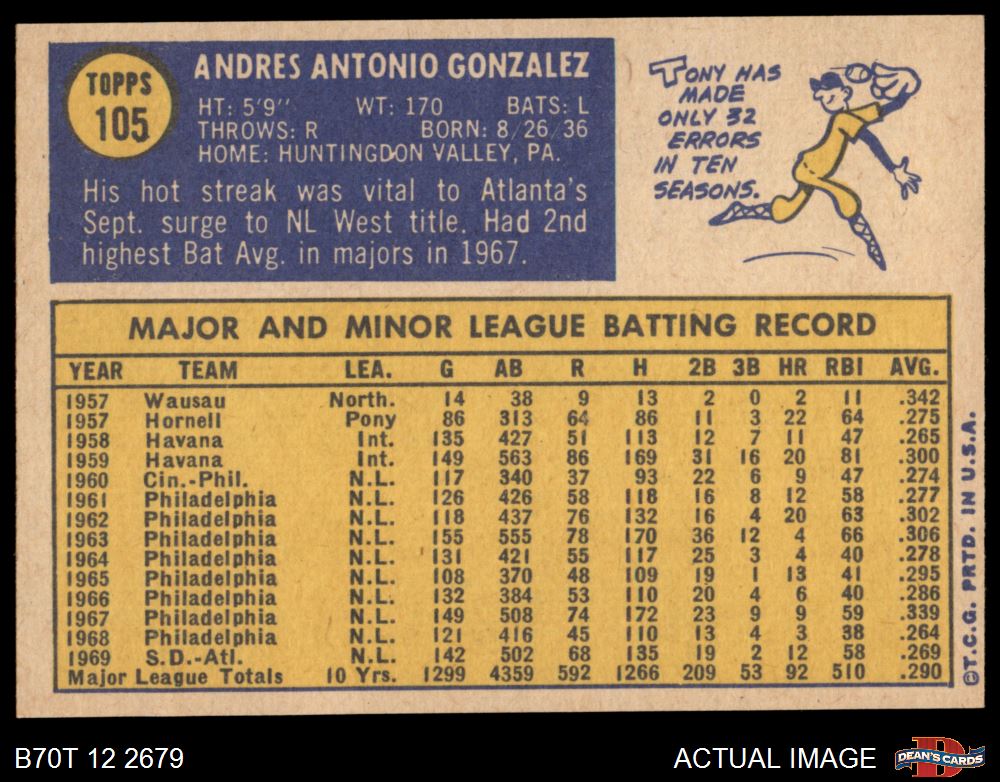 TOPPS
105
ANDRES ANTONIO GONZALEZ
HT: 5'9" WT: 170 BATS: L
THROWS: R BORN: 8/26/36
HOME: HUNTINGDON VALLEY, PA.
His hot streak was vital to Atlanta's
Sept. surge to NL West title. Had 2nd
highest Bat Avg. in majors in 1967.
TONY HAS
MADE
ONLY 32
ERRORS
IN TEN
SEASONS.
MAJOR AND MINOR LEAGUE BATTING RECORD
YEAR TEAM LEA. G AB R H 2B 3B HR RBI AVG.
1957 Wausau North. 14 38 9 13 2 0 2 11 .342
1957 Hornell Pony 86 313 64 86 11 3 22 64 .275
1958 Havana Int. 135 427 51 113 12 7 11 47 .265
1959 Havana Int. 149 563 86 169 31 16 20 81 .300
1960 Cin.-Phil. N.L. 117 340 37 93 22 6 9 47 .274
1961 Philadelphia N.L. 126 426 58 118 16 8 12 58 .277
1962 Philadelphia N.L. 118 437 76 132 16 4 20 63 .302
1963 Philadelphia N.L. 155 555 78 170 36 12 4 66 .306
1964 Philadelphia N.L. 131 421 55 117 25 3 4 40 .278
1965 Philadelphia N.L. 108 370 48 109 19 1 13 41 .295
1966 Philadelphia N.L. 132 384 53 110 20 4 6 40 .286
1967 Philadelphia N.L. 149 508 74 172 23 9 9 59 .339
1968 Philadelphia N.L. 121 416 45 110 13 4 3 38 .264
1969 S.D.-Atl. N.L. 142 502 68 135 19 2 12 58 .269
Major League Totals 10 Yrs. 1299 4359 592 1266 209 53 92 510 .290
©T.C.G. PRTD. IN U.S.A.
B70T 12 2679
ACTUAL IMAGE
D
DEAN'S CARDS